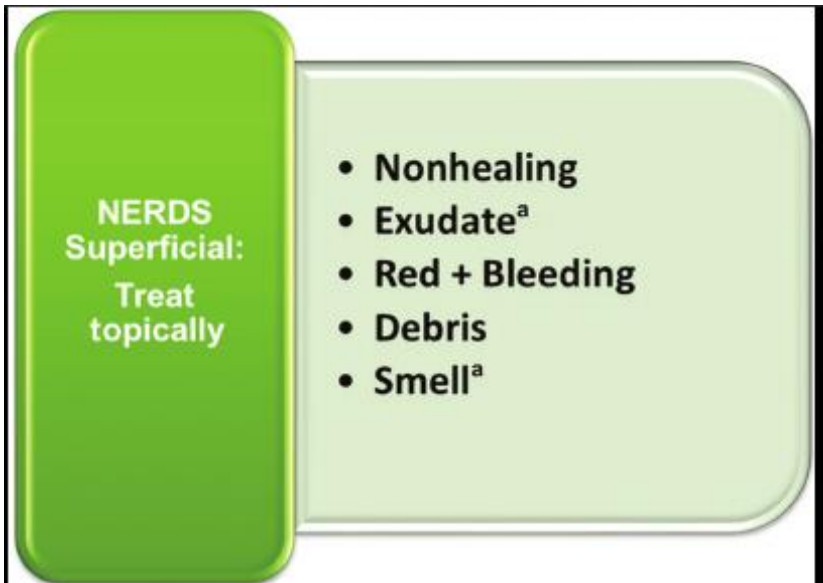 NERDS
Superficial:
Treat
topically
• Nonhealing
• Exudateᵃ
• Red + Bleeding
• Debris
• Smellᵃ